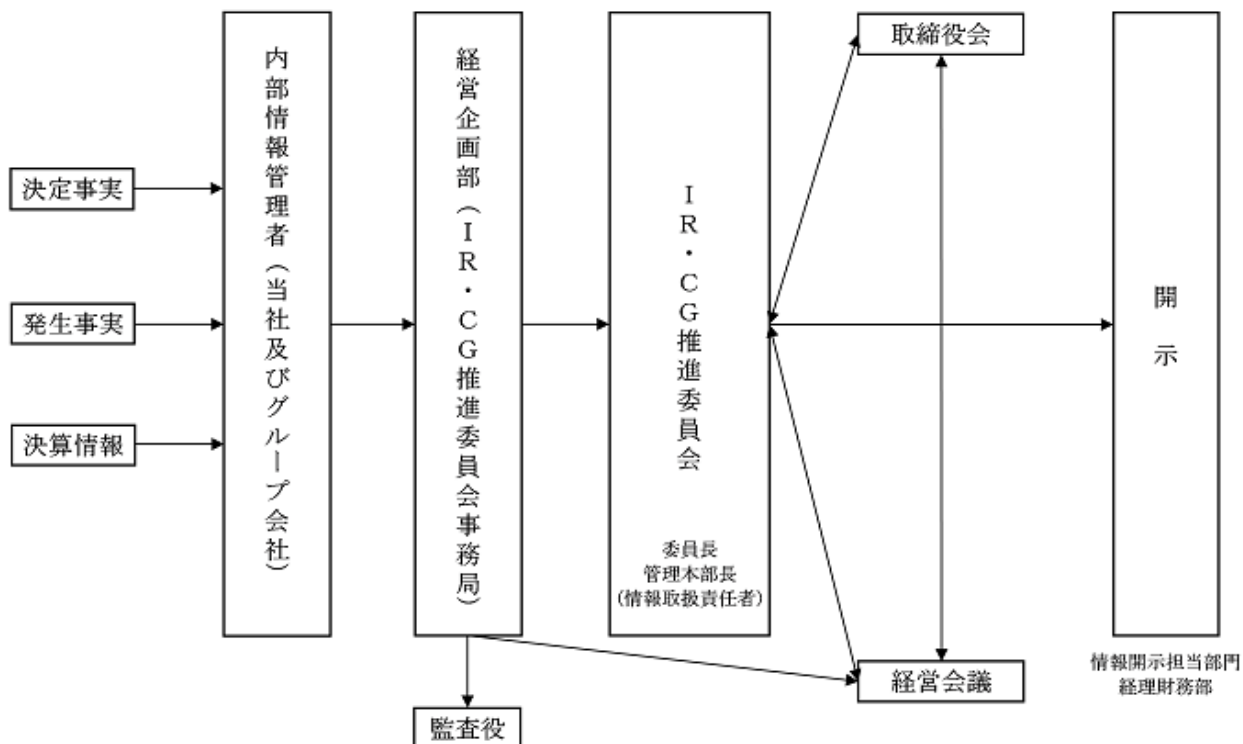 決定事実
発生事実
決算情報
内部情報管理者（当社及びグループ会社）
経営企画部（ＩＲ・ＣＧ推進委員会事務局）
監査役
ＩＲ・ＣＧ推進委員会
委員長
管理本部長
(情報取扱責任者)
取締役会
経営会議
開示
情報開示担当部門
経理財務部